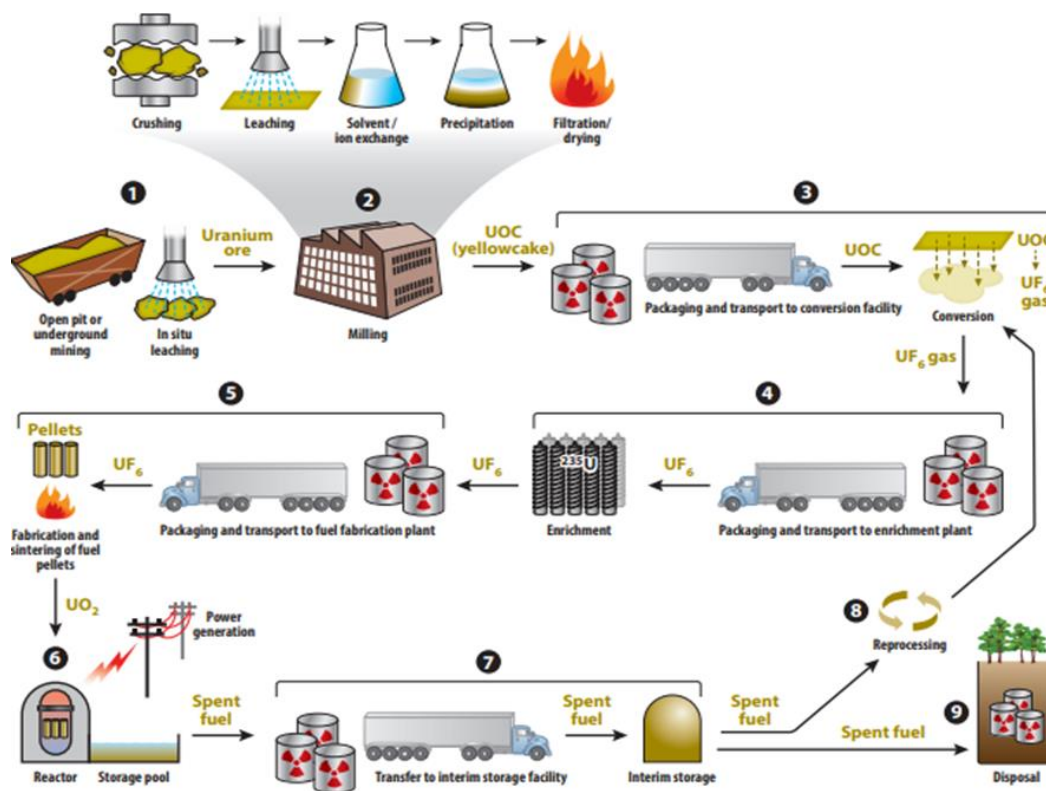 Crushing
Leaching
Solvent /
ion exchange
Precipitation
Filtration/
drying
1
2
3
Uranium
ore
UOC
(yellowcake)
UOC
UOC
UF₆
gas
Open pit or
underground
mining
In situ
leaching
Milling
Packaging and transport to conversion facility
Conversion
UF₆ gas
5
4
Pellets
UF₆
UF₆
²³⁵U
UF₆
Fabrication and
sintering of fuel
pellets
Packaging and transport to fuel fabrication plant
Enrichment
Packaging and transport to enrichment plant
UO₂
Power
generation
8
Reprocessing
6
7
Spent
fuel
Spent
fuel
Spent
fuel
Spent fuel
9
Reactor
Storage pool
Transfer to interim storage facility
Interim storage
Disposal